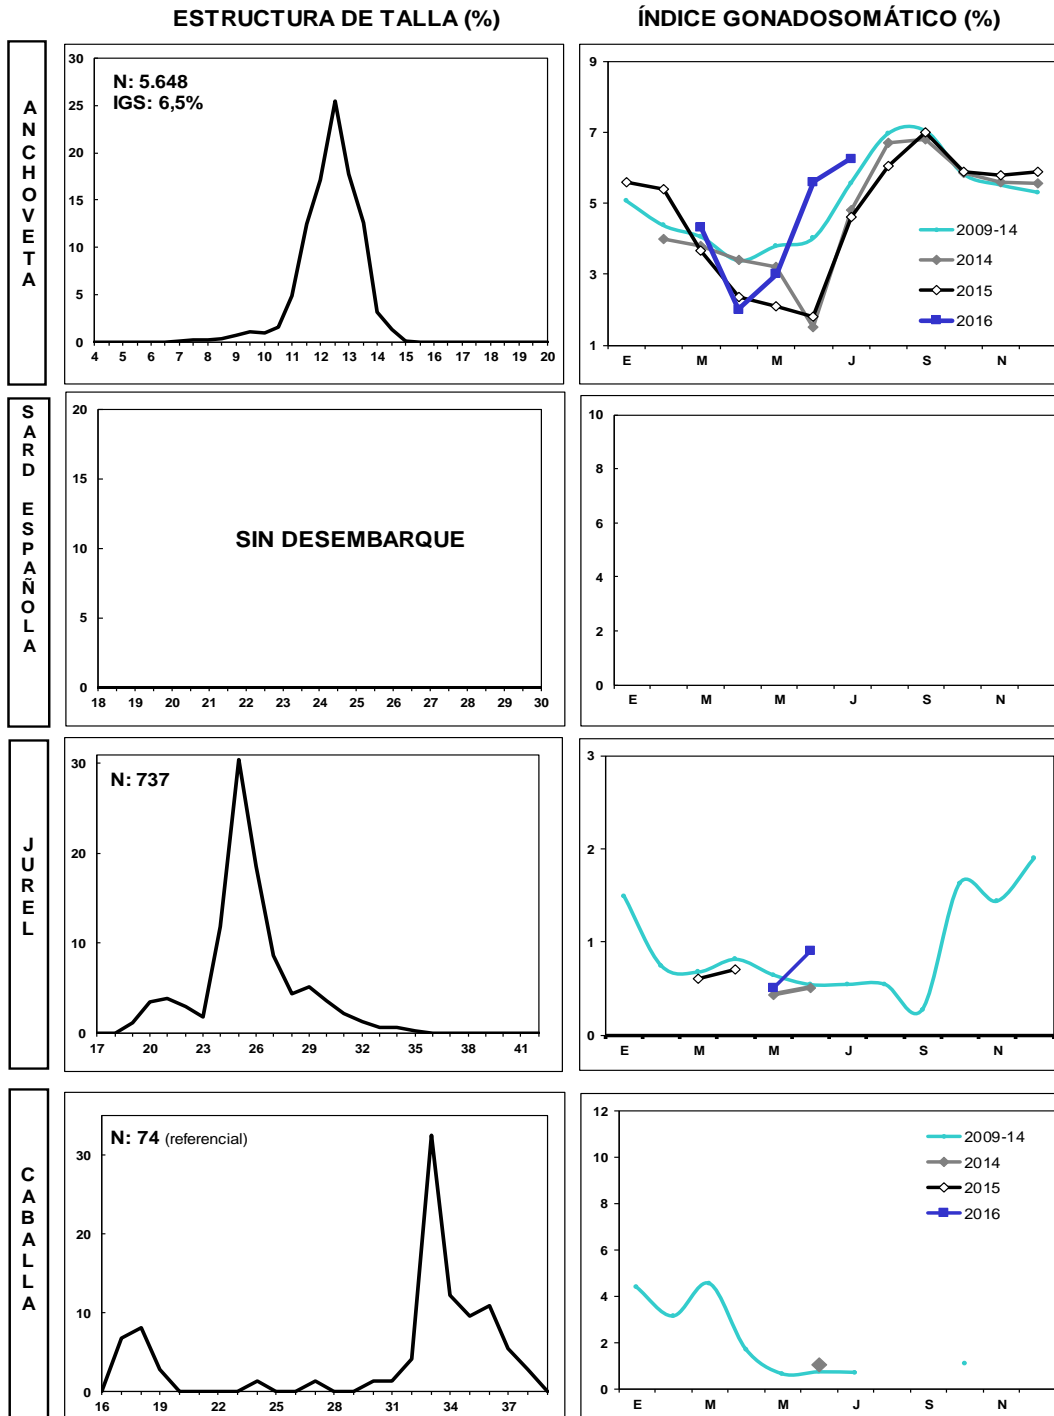 ESTRUCTURA DE TALLA (%)
ÍNDICE GONADOSOMÁTICO (%)
ANCHOVETA
N: 5.648
IGS: 6,5%
30
25
20
15
10
5
0
4 5 6 7 8 9 10 11 12 13 14 15 16 17 18 19 20
9
7
5
3
1
E M M J S N
2009-14
2014
2015
2016
SARD ESPAÑOLA
20
15
10
5
0
SIN DESEMBARQUE
18 19 20 21 22 23 24 25 26 27 28 29 30
10
8
6
4
2
0
E M M J S N
JUREL
N: 737
30
20
10
0
17 20 23 26 29 32 35 38 41
3
2
1
0
E M M J S N
CABALLA
N: 74 (referencial)
30
20
10
0
16 19 22 25 28 31 34 37
12
10
8
6
4
2
0
E M M J S N
2009-14
2014
2015
2016